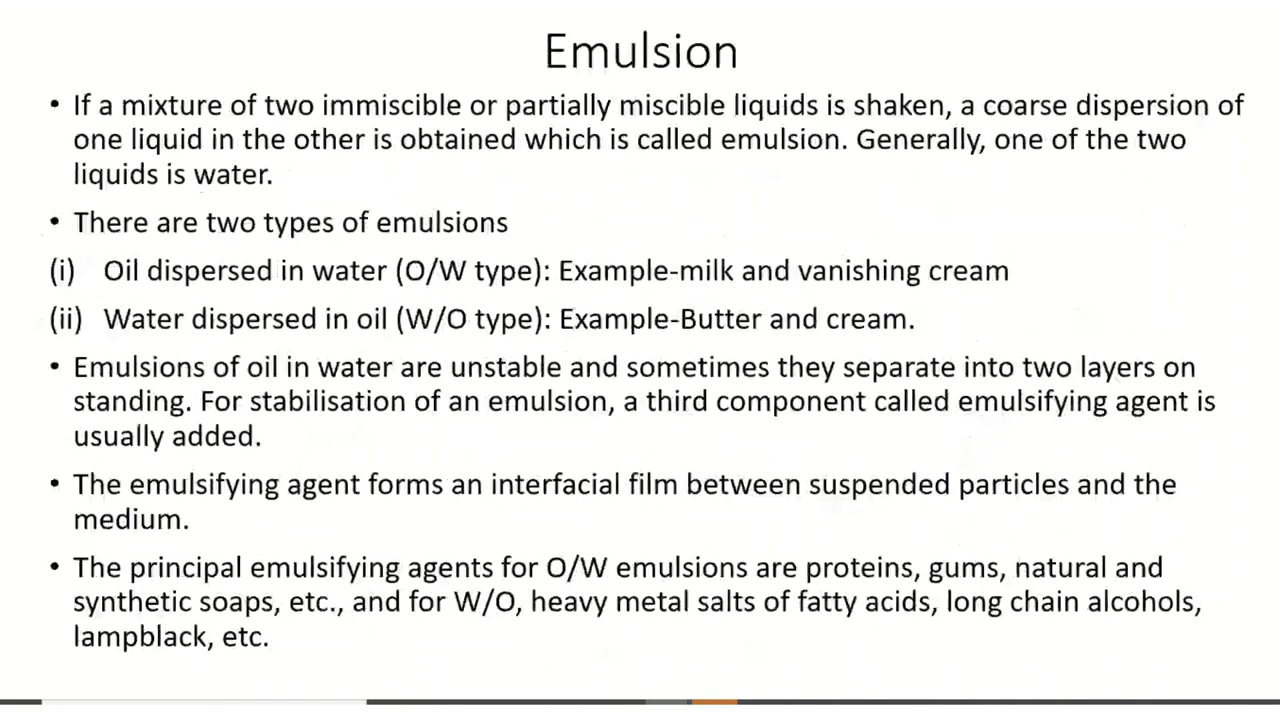 Emulsion
• If a mixture of two immiscible or partially miscible liquids is shaken, a coarse dispersion of
one liquid in the other is obtained which is called emulsion. Generally, one of the two
liquids is water.
• There are two types of emulsions
(i) Oil dispersed in water (O/W type): Example-milk and vanishing cream
(ii) Water dispersed in oil (W/O type): Example-Butter and cream.
• Emulsions of oil in water are unstable and sometimes they separate into two layers on
standing. For stabilisation of an emulsion, a third component called emulsifying agent is
usually added.
• The emulsifying agent forms an interfacial film between suspended particles and the
medium.
• The principal emulsifying agents for O/W emulsions are proteins, gums, natural and
synthetic soaps, etc., and for W/O, heavy metal salts of fatty acids, long chain alcohols,
lampblack, etc.